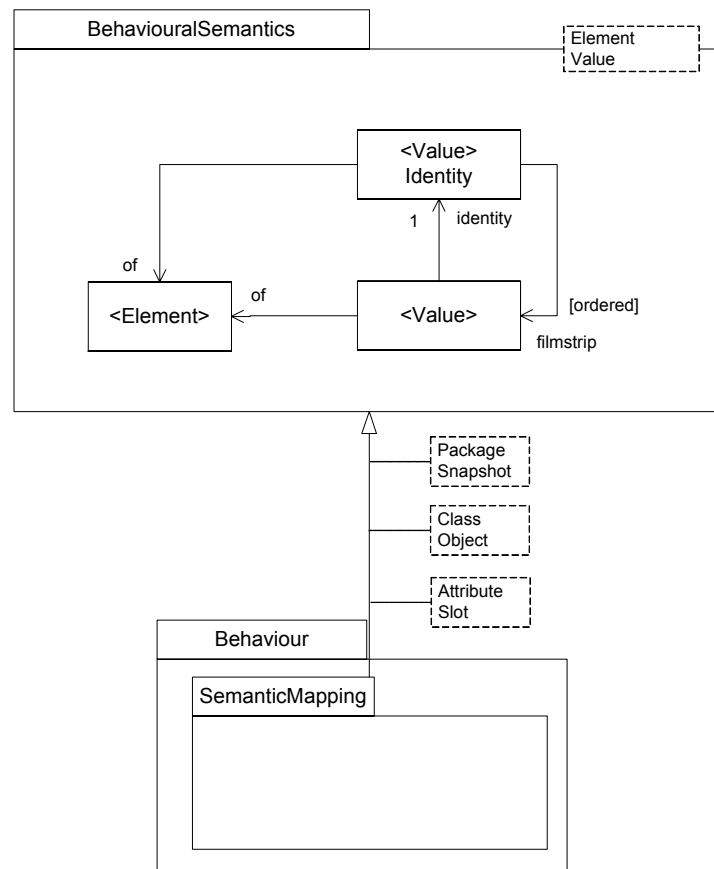 BehaviouralSemantics
Element
Value
<Value>
Identity
1
identity
of
of
<Element>
<Value>
[ordered]
filmstrip
Package
Snapshot
Class
Object
Attribute
Slot
Behaviour
SemanticMapping